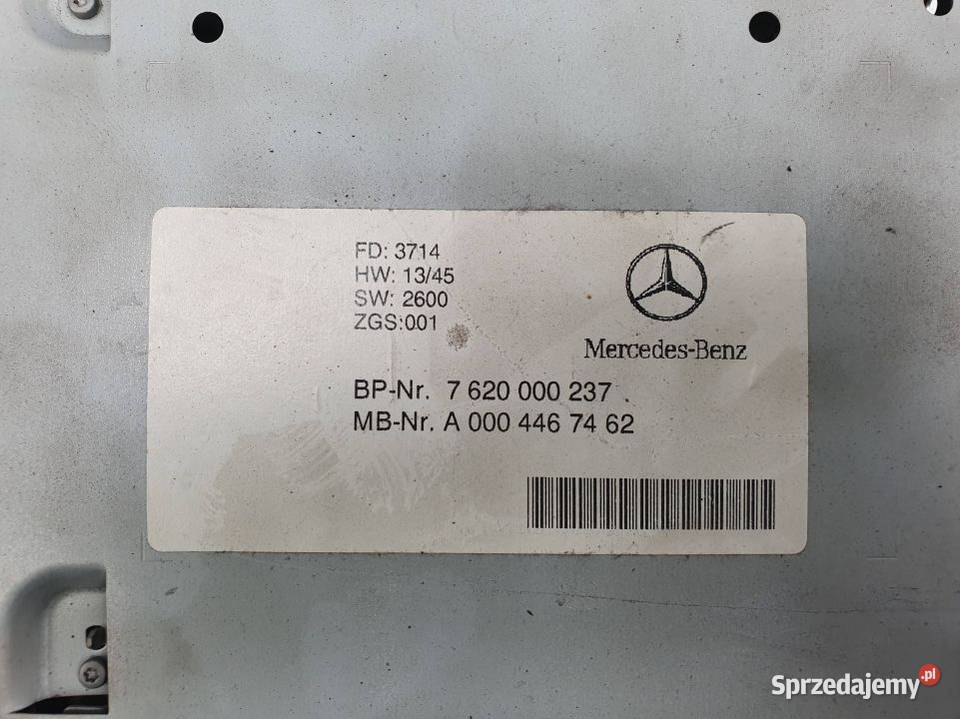 FD: 3714
HW: 13/45
SW: 2600
ZGS:001
Mercedes-Benz
BP-Nr. 7 620 000 237
MB-Nr. A 000 446 74 62
Sprzedajemy.pl